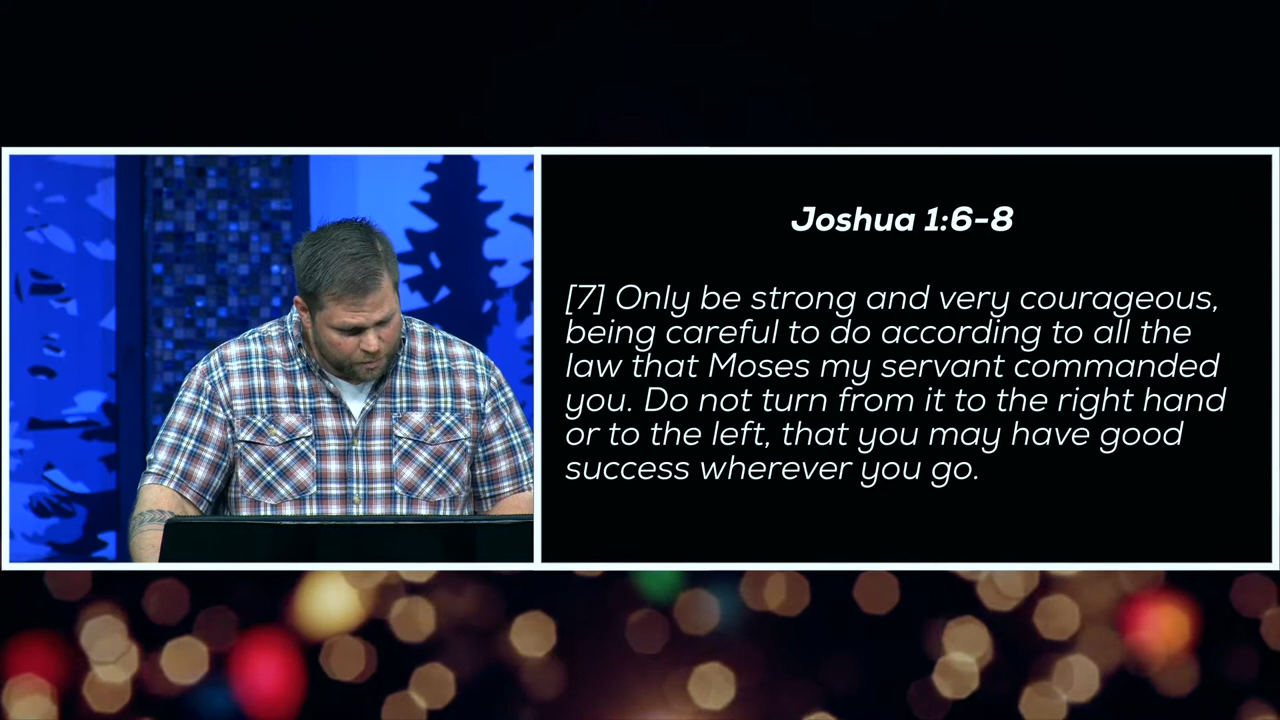 Joshua 1:6-8
[7] Only be strong and very courageous,
being careful to do according to all the
law that Moses my servant commanded
you. Do not turn from it to the right hand
or to the left, that you may have good
success wherever you go.